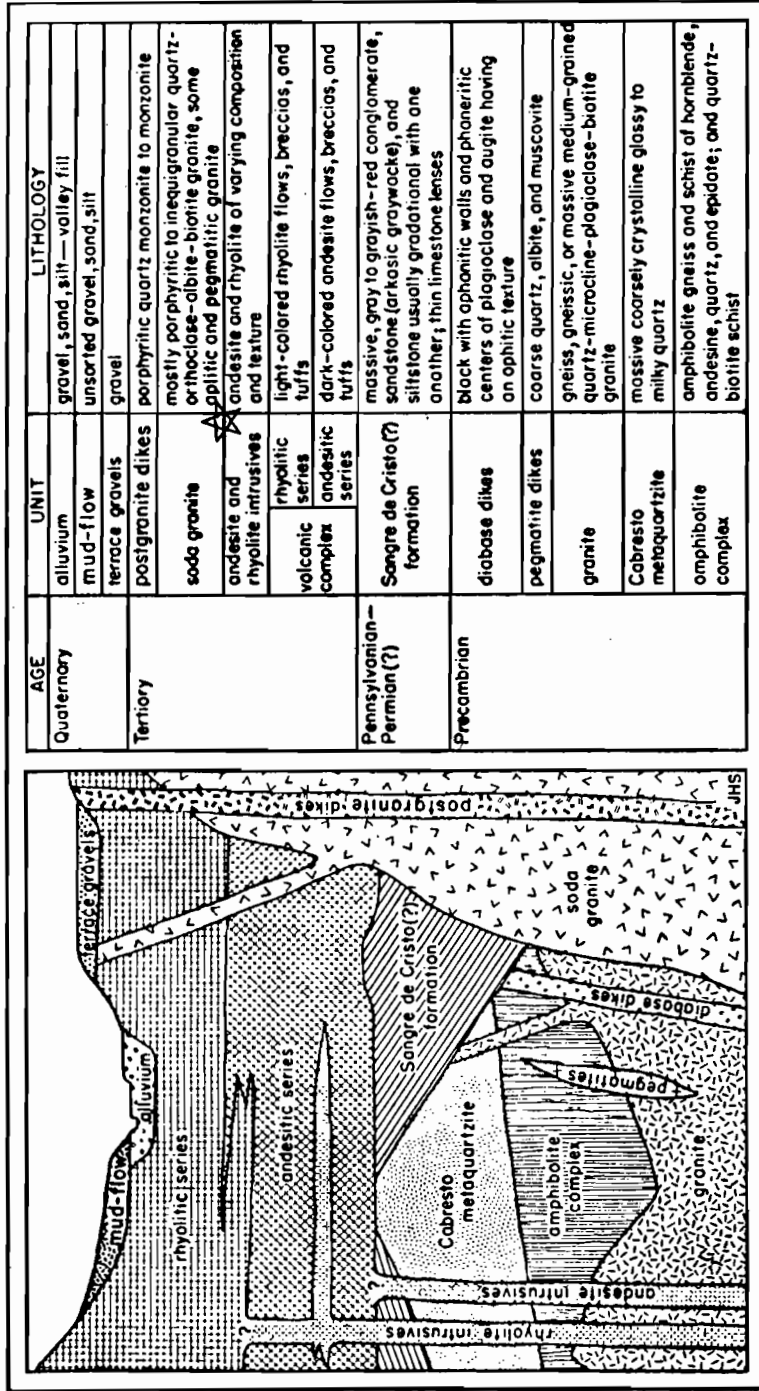 AGE UNIT LITHOLOGY
Quaternary alluvium gravel, sand, silt—valley fill
mud-flow unsorted gravel, sand, silt
terrace gravels gravel
Tertiary postgranite dikes porphyritic quartz monzonite to monzonite
soda granite mostly porphyritic to inequigranular quartz-
orthoclase-albite-biotite granite, some
aplitic and pegmatitic granite
andesite and andesite and rhyolite of varying composition
rhyolite intrusives and texture
volcanic
complex
rhyolitic light-colored rhyolite flows, breccias, and
series tuffs
andesitic dark-colored andesite flows, breccias, and
series tuffs
Pennsylvanian— massive, gray to grayish-red conglomerate,
Permian(?) Sangre de Cristo(?) sandstone (arkosic graywacke), and
formation siltstone usually gradational with one
another; thin limestone lenses
Precambrian diabase dikes black with aphanitic walls and phaneritic
centers of plagioclase and augite having
an ophitic texture
pegmatite dikes coarse quartz, albite, and muscovite
granite gneiss, gneissic, or massive medium-grained
quartz-microcline-plagioclase-biotite
granite
Cabresto massive coarsely crystalline glassy to
metaquartzite milky quartz
amphibolite amphibolite gneiss and schist of hornblende,
complex andesine, quartz, and epidote; and quartz-
biotite schist
mud-flow
alluvium
terrace gravels
rhyolitic series
andesitic series
Sangre de Cristo(?)
formation
Cabresto
metaquartzite
amphibolite
complex
pegmatites
granite
diabase dikes
soda
granite
postgranite dikes
rhyolite intrusives
andesite intrusives
?
?
JHS